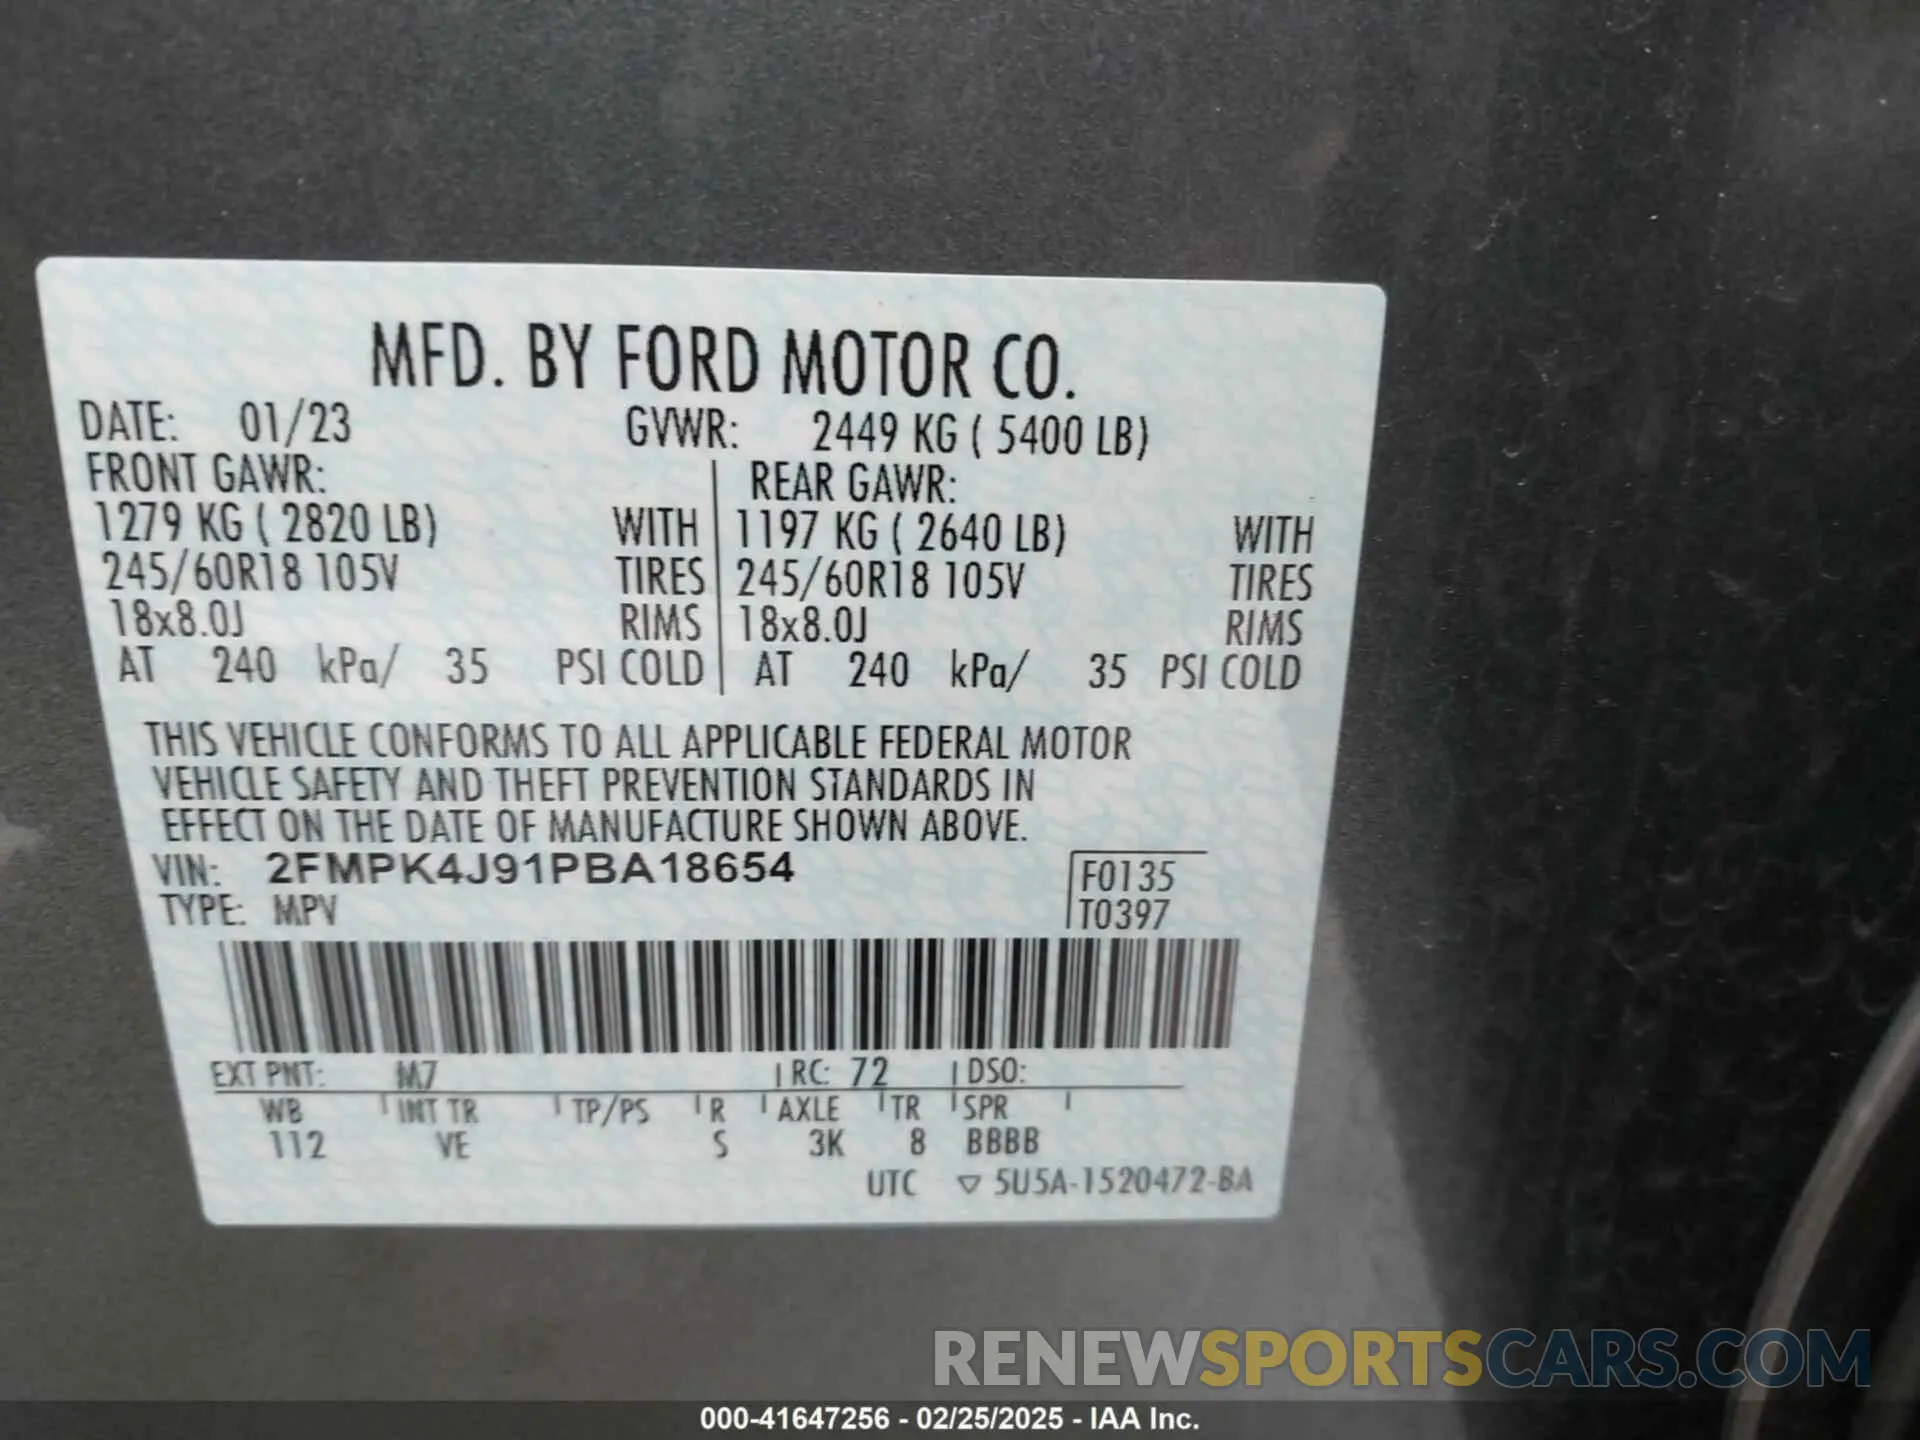 MFD. BY FORD MOTOR CO.
DATE: 01/23 GVWR: 2449 KG ( 5400 LB)
FRONT GAWR: REAR GAWR:
1279 KG ( 2820 LB) WITH 1197 KG ( 2640 LB) WITH
245/60R18 105V TIRES 245/60R18 105V TIRES
18x8.0J RIMS 18x8.0J RIMS
AT 240 kPa/ 35 PSI COLD AT 240 kPa/ 35 PSI COLD
THIS VEHICLE CONFORMS TO ALL APPLICABLE FEDERAL MOTOR
VEHICLE SAFETY AND THEFT PREVENTION STANDARDS IN
EFFECT ON THE DATE OF MANUFACTURE SHOWN ABOVE.
VIN: 2FMPK4J91PBA18654 F0135
TYPE: MPV T0397
EXT PNT: M7 RC: 72 DSO:
WB INT TR TP/PS R AXLE TR SPR
112 VE S 3K 8 BBBB
UTC ▽ 5U5A-1520472-BA
RENEWSPORTSCARS.COM
000-41647256 - 02/25/2025 - IAA Inc.